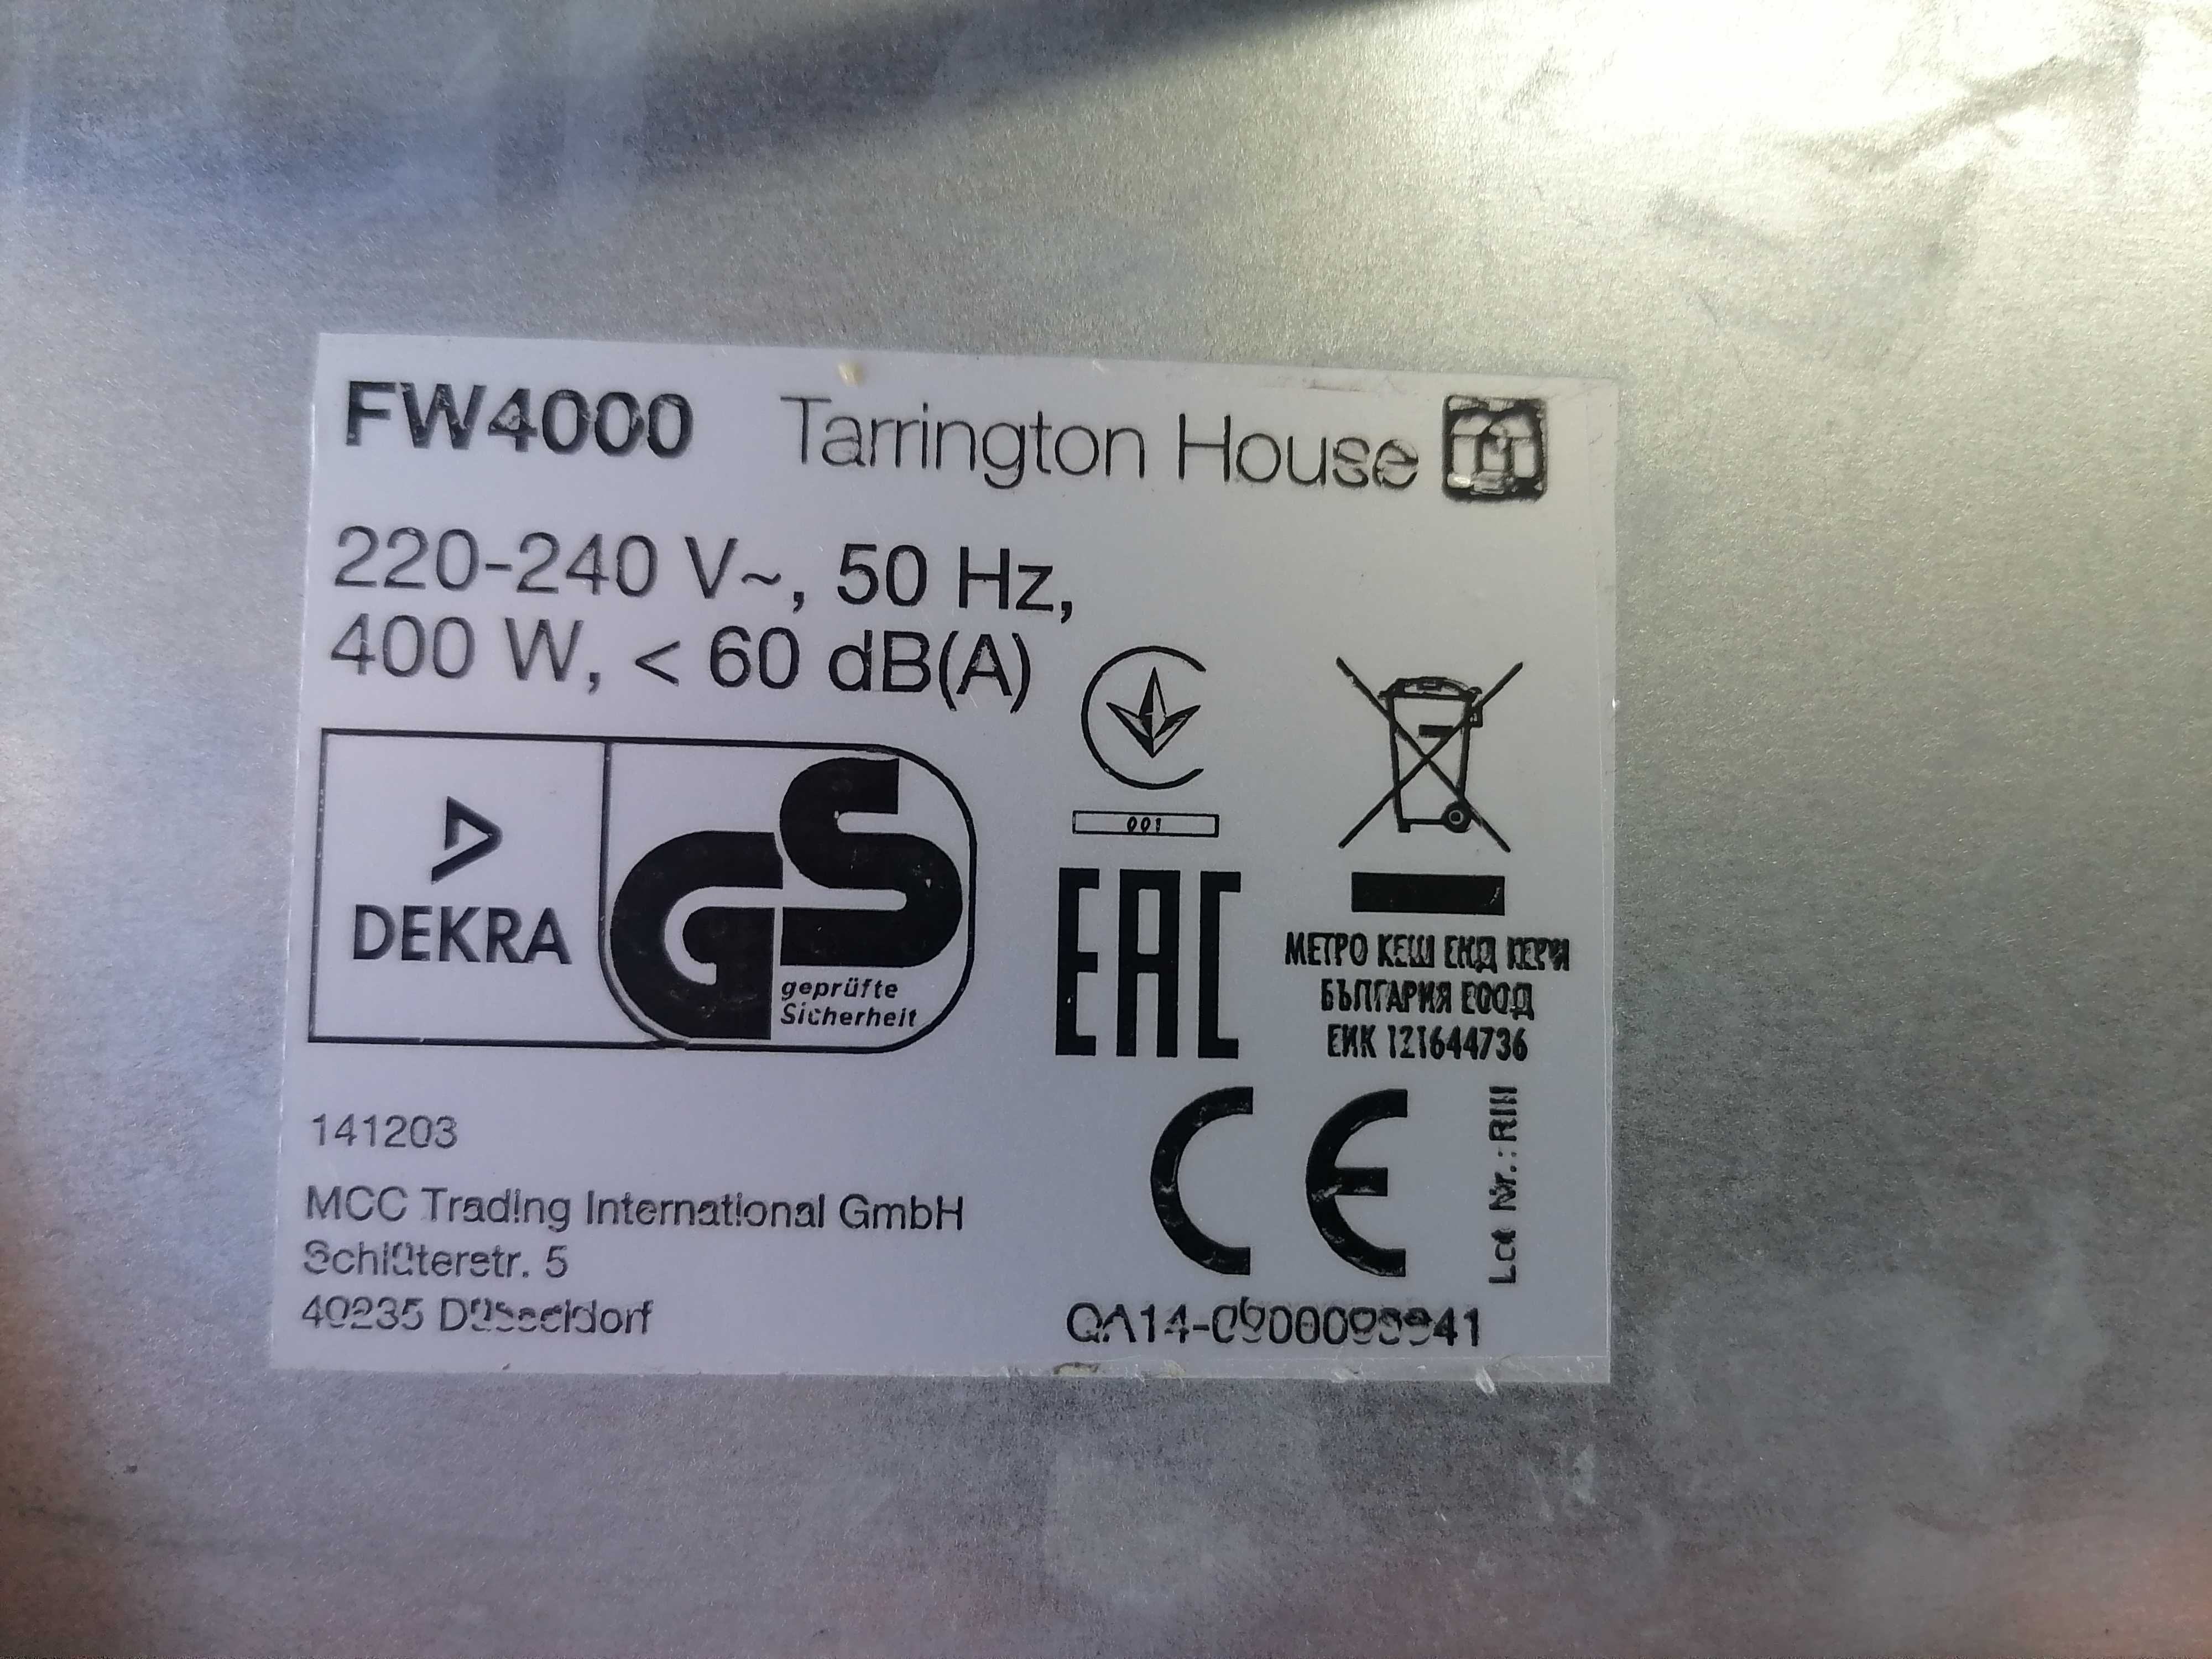 FW4000 Tarrington House
220-240 V~, 50 Hz,
400 W, < 60 dB(A)
DEKRA
GS
geprüfte
Sicherheit
001
EAC
МЕТРО КЕШ ЕНД КЕРИ
БЪЛГАРИЯ ЕООД
ЕИК 121644736
141203
MCC Trading International GmbH
Schlüterstr. 5
40235 Düsseldorf
CE
Lot Nr.: